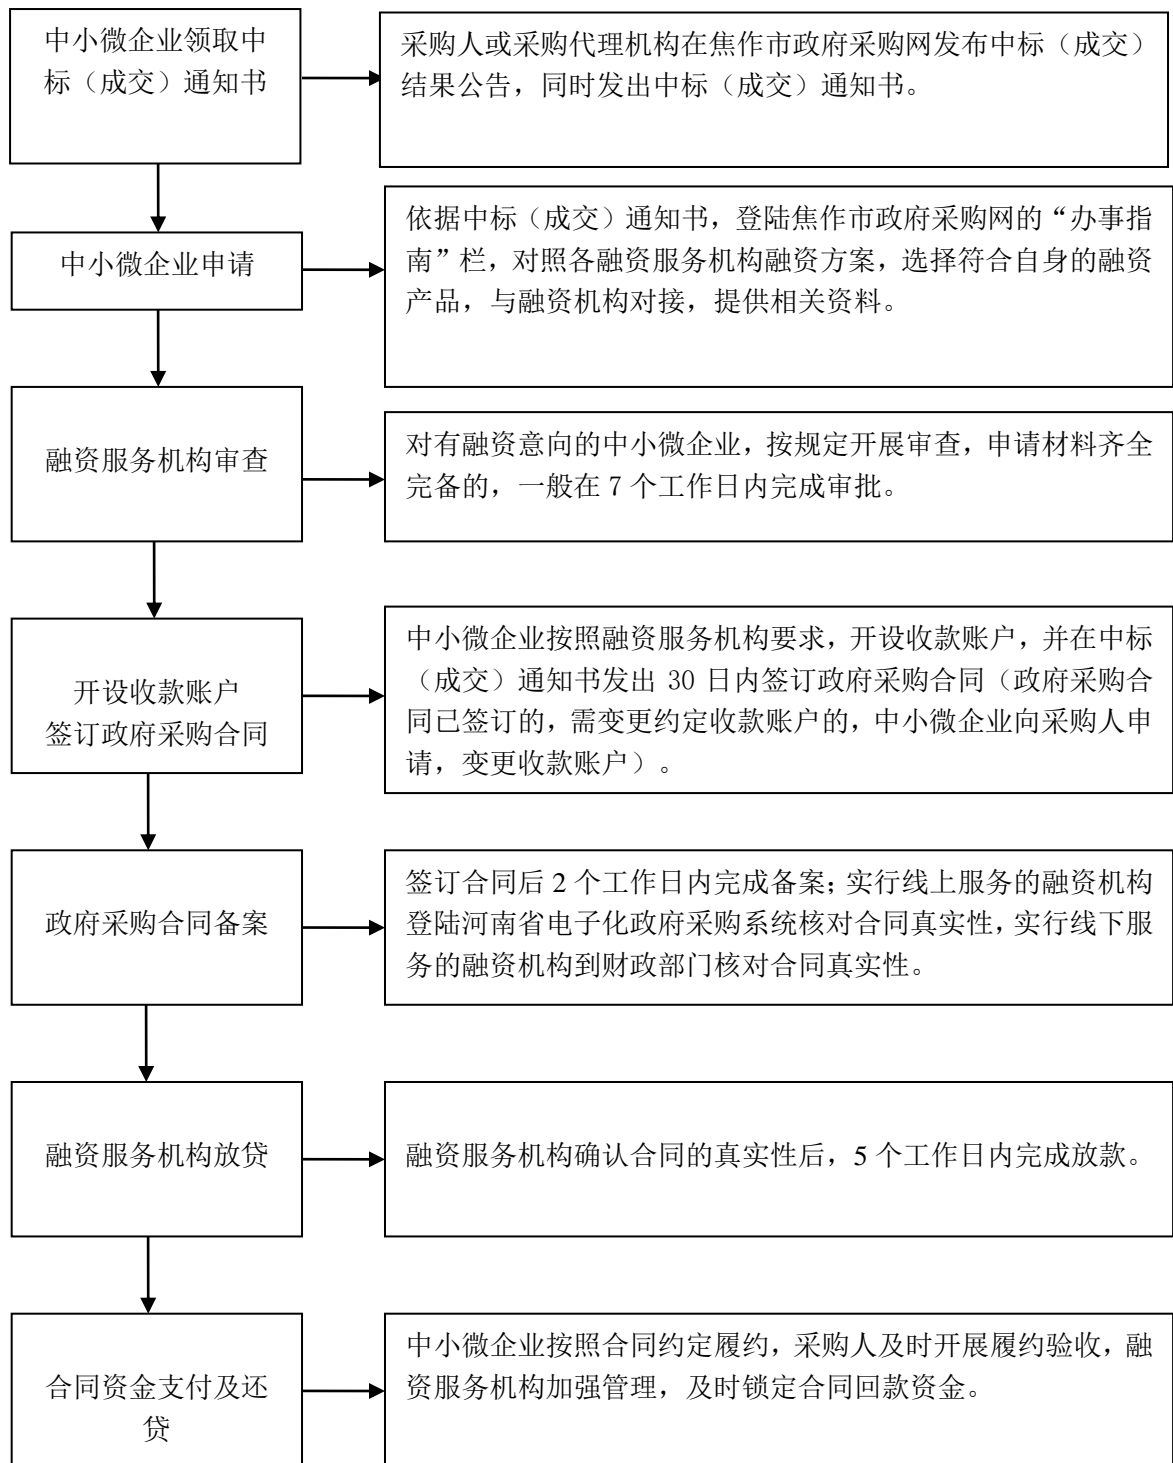 中小微企业领取中
标（成交）通知书
采购人或采购代理机构在焦作市政府采购网发布中标（成交）
结果公告，同时发出中标（成交）通知书。
中小微企业申请
依据中标（成交）通知书，登陆焦作市政府采购网的“办事指
南”栏，对照各融资服务机构融资方案，选择符合自身的融资
产品，与融资机构对接，提供相关资料。
融资服务机构审查
对有融资意向的中小微企业，按规定开展审查，申请材料齐全
完备的，一般在 7 个工作日内完成审批。
开设收款账户
签订政府采购合同
中小微企业按照融资服务机构要求，开设收款账户，并在中标
（成交）通知书发出 30 日内签订政府采购合同（政府采购合
同已签订的，需变更约定收款账户的，中小微企业向采购人申
请，变更收款账户）。
政府采购合同备案
签订合同后 2 个工作日内完成备案；实行线上服务的融资机构
登陆河南省电子化政府采购系统核对合同真实性，实行线下服
务的融资机构到财政部门核对合同真实性。
融资服务机构放贷
融资服务机构确认合同的真实性后，5 个工作日内完成放款。
合同资金支付及还
贷
中小微企业按照合同约定履约，采购人及时开展履约验收，融
资服务机构加强管理，及时锁定合同回款资金。